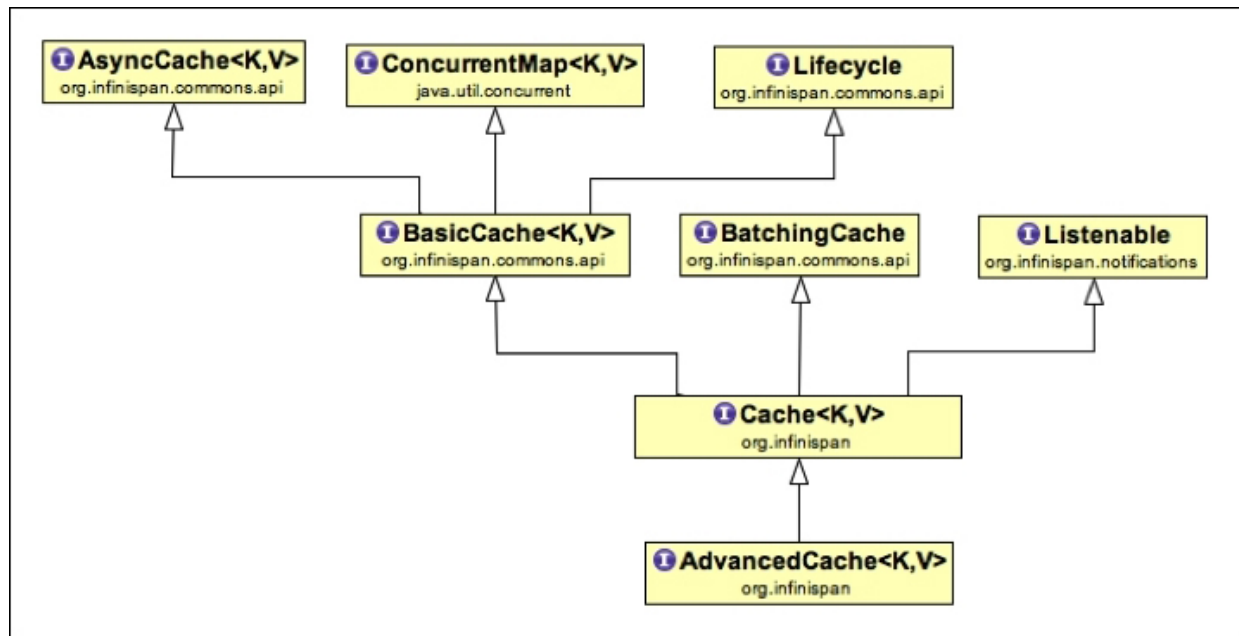 I AsyncCache<K,V>
org.infinispan.commons.api
I ConcurrentMap<K,V>
java.util.concurrent
I Lifecycle
org.infinispan.commons.api
I BasicCache<K,V>
org.infinispan.commons.api
I BatchingCache
org.infinispan.commons.api
I Listenable
org.infinispan.notifications
I Cache<K,V>
org.infinispan
I AdvancedCache<K,V>
org.infinispan